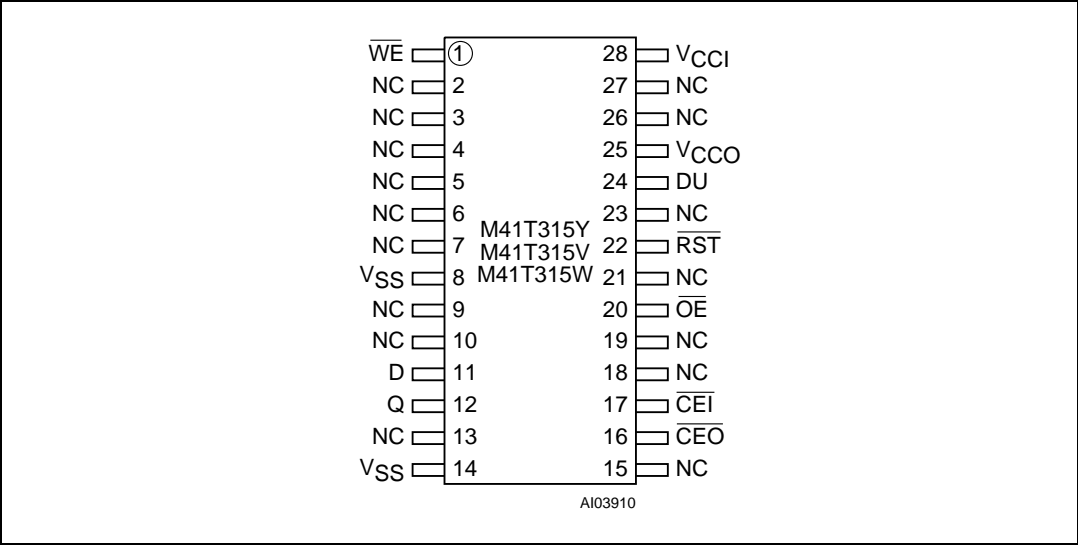 WE 1 28 VCCI
NC 2 27 NC
NC 3 26 NC
NC 4 25 VCCO
NC 5 24 DU
NC 6 23 NC
M41T315Y
NC 7 22 RST
M41T315V
M41T315W
VSS 8 21 NC
NC 9 20 OE
NC 10 19 NC
D 11 18 NC
Q 12 17 CEI
NC 13 16 CEO
VSS 14 15 NC
AI03910